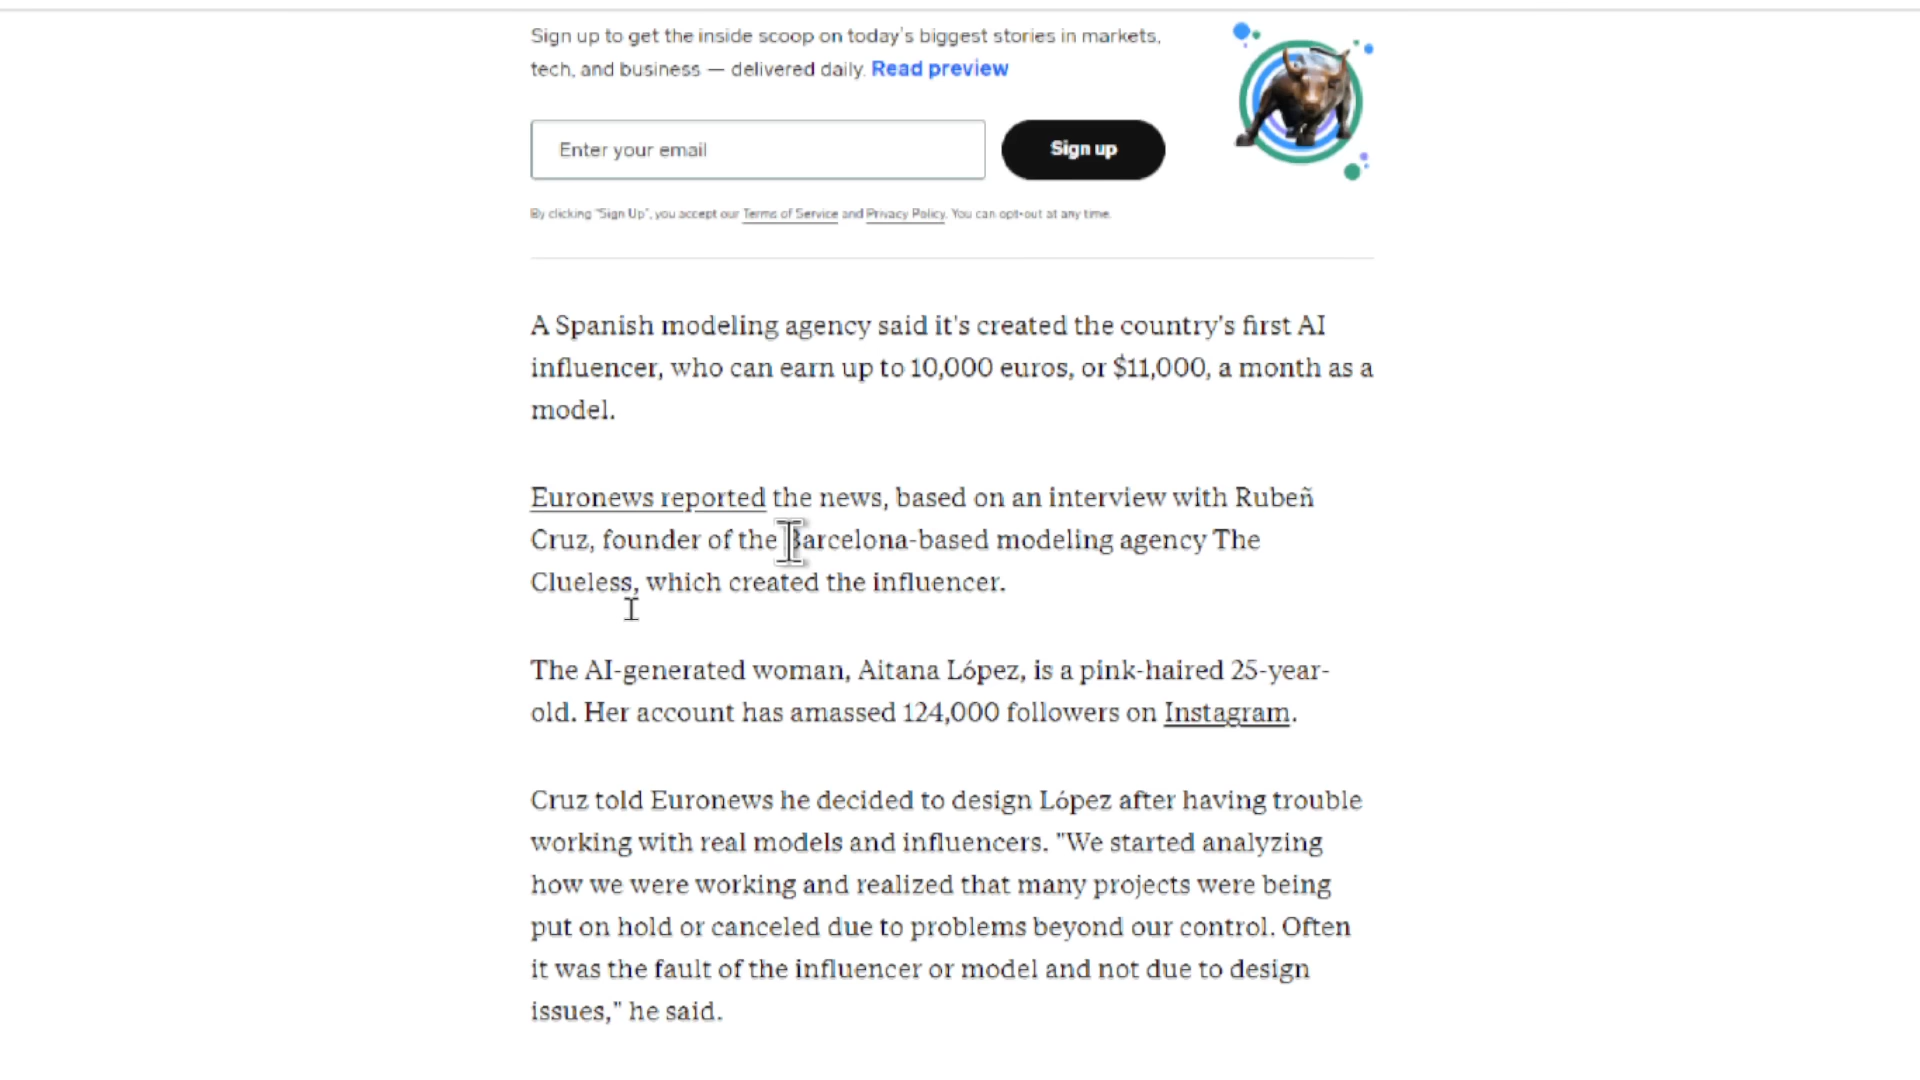 Sign up to get the inside scoop on today's biggest stories in markets,
tech, and business — delivered daily. Read preview
Enter your email
Sign up
By clicking "Sign Up", you accept our Terms of Service and Privacy Policy. You can opt-out at any time.
A Spanish modeling agency said it's created the country's first AI
influencer, who can earn up to 10,000 euros, or $11,000, a month as a
model.
Euronews reported the news, based on an interview with Rubeñ
Cruz, founder of the Barcelona-based modeling agency The
Clueless, which created the influencer.
The AI-generated woman, Aitana López, is a pink-haired 25-year-
old. Her account has amassed 124,000 followers on Instagram.
Cruz told Euronews he decided to design López after having trouble
working with real models and influencers. "We started analyzing
how we were working and realized that many projects were being
put on hold or canceled due to problems beyond our control. Often
it was the fault of the influencer or model and not due to design
issues," he said.